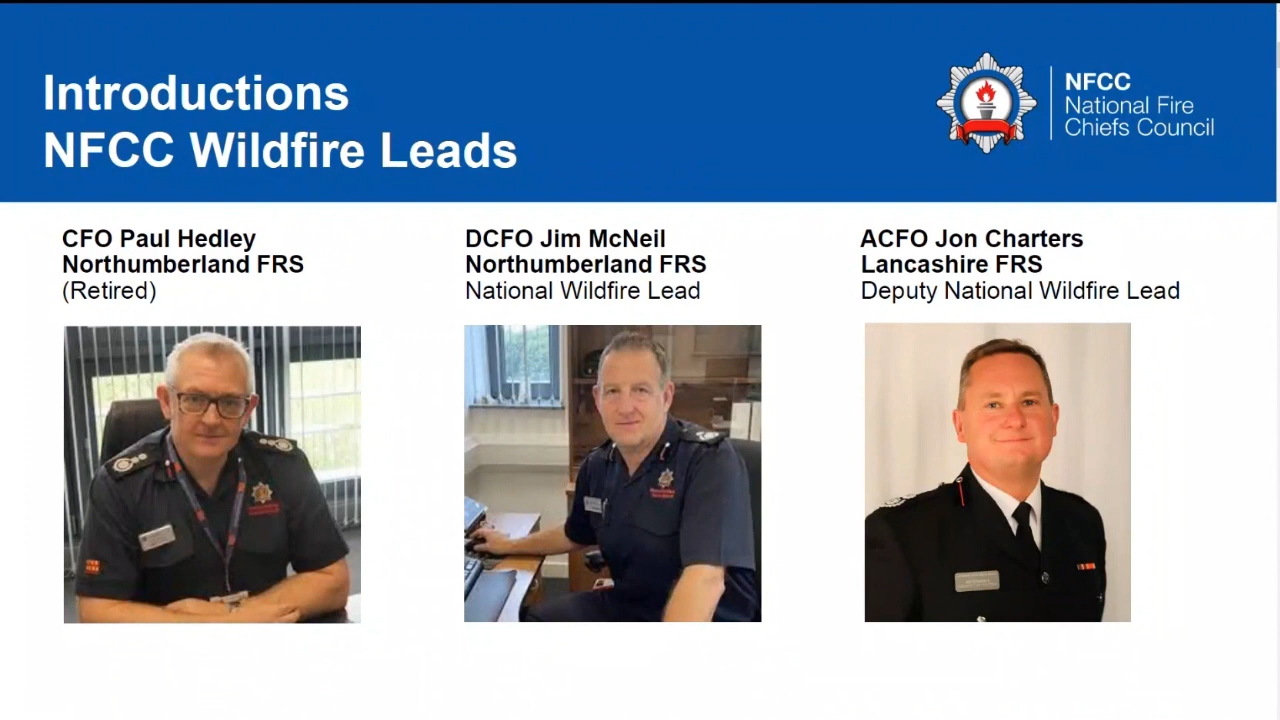 Introductions
NFCC Wildfire Leads
NFCC
National Fire
Chiefs Council
CFO Paul Hedley
Northumberland FRS
(Retired)
DCFO Jim McNeil
Northumberland FRS
National Wildfire Lead
ACFO Jon Charters
Lancashire FRS
Deputy National Wildfire Lead